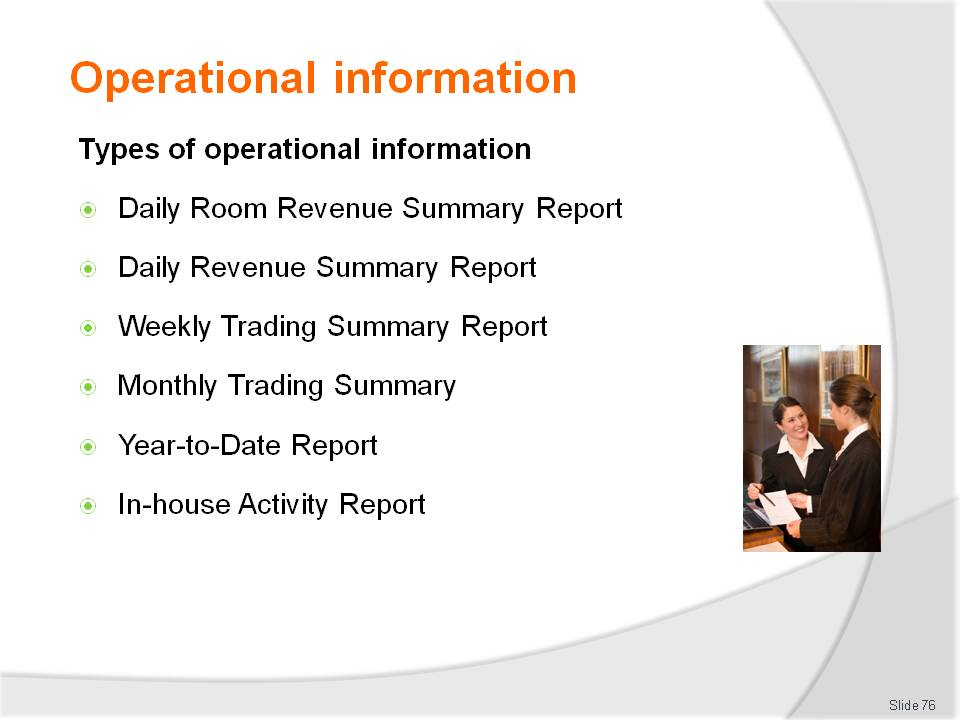 Operational information
Types of operational information
Daily Room Revenue Summary Report
Daily Revenue Summary Report
Weekly Trading Summary Report
Monthly Trading Summary
Year-to-Date Report
In-house Activity Report
Slide 76